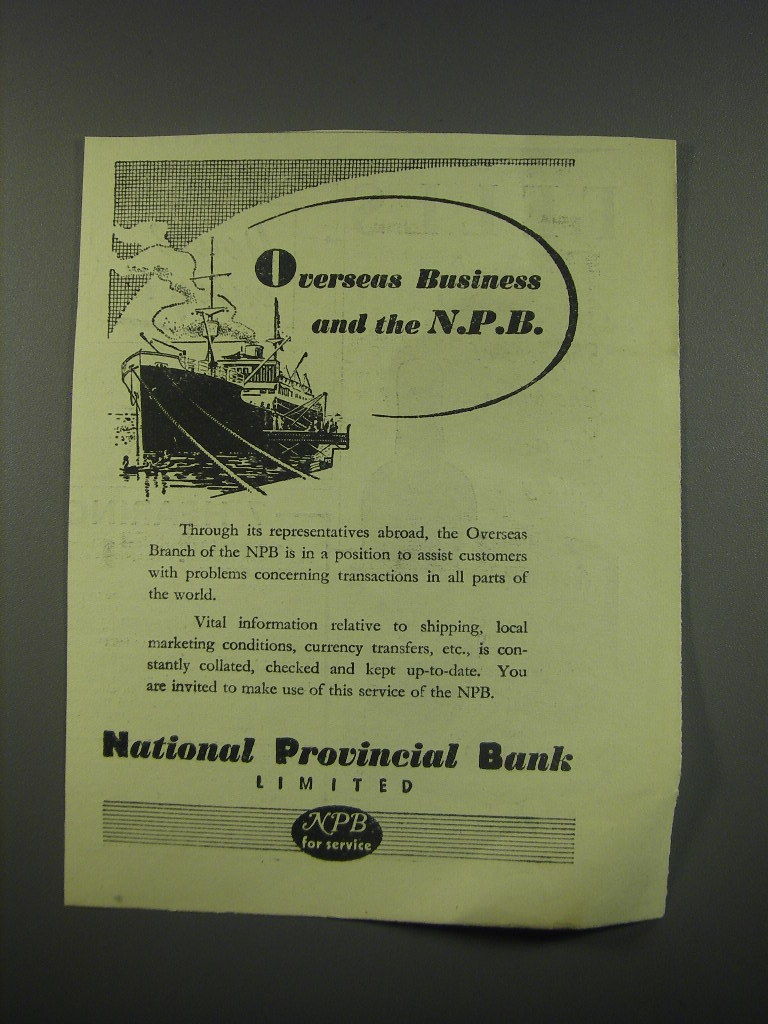 Overseas Business
and the N.P.B.
Through its representatives abroad, the Overseas
Branch of the NPB is in a position to assist customers
with problems concerning transactions in all parts of
the world.
Vital information relative to shipping, local
marketing conditions, currency transfers, etc., is con-
stantly collated, checked and kept up-to-date. You
are invited to make use of this service of the NPB.
National Provincial Bank
LIMITED
NPB
for service